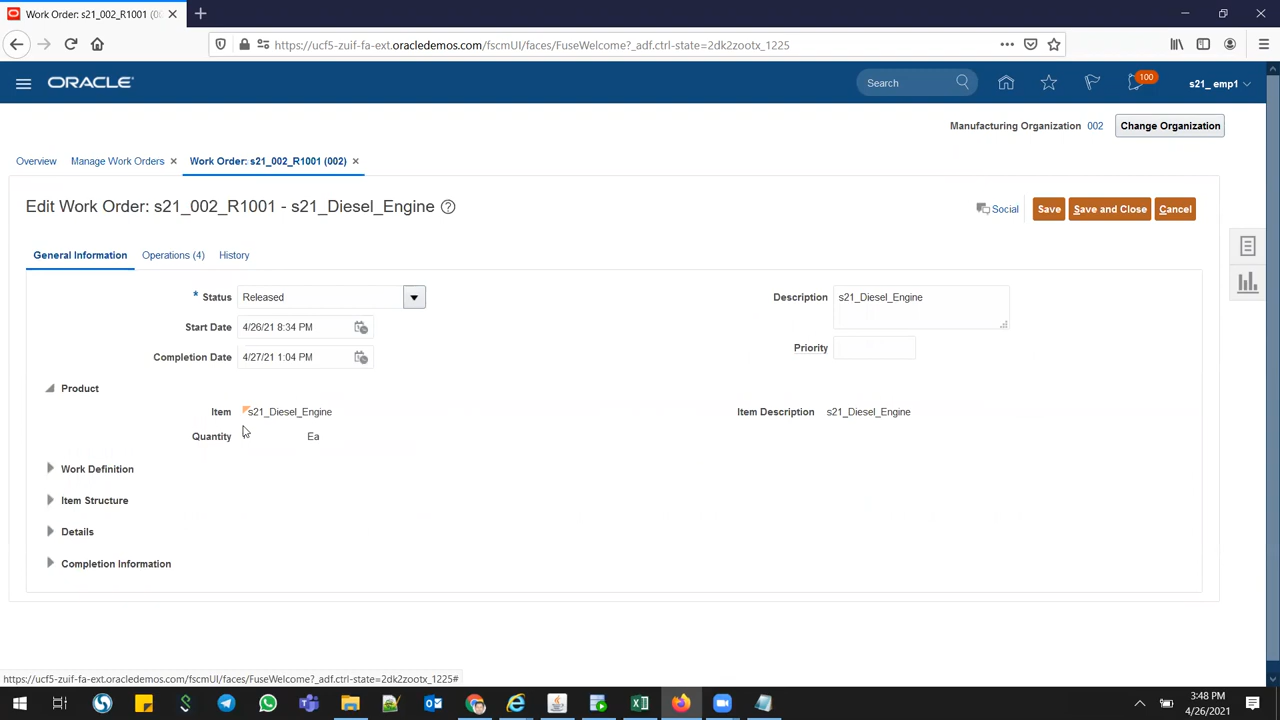 Work Order: s21_002_R1001 (00
https://ucf5-zuif-fa-ext.oracledemos.com/fscmUI/faces/FuseWelcome?_adf.ctrl-state=2dk2zootx_1225
ORACLE
Search
100
s21_ emp1
Manufacturing Organization 002
Change Organization
Overview
Manage Work Orders
Work Order: s21_002_R1001 (002)
Edit Work Order: s21_002_R1001 - s21_Diesel_Engine
Social
Save
Save and Close
Cancel
General Information
Operations (4)
History
* Status Released
Description s21_Diesel_Engine
Start Date 4/26/21 8:34 PM
Priority
Completion Date 4/27/21 1:04 PM
Product
Item s21_Diesel_Engine
Item Description s21_Diesel_Engine
Quantity Ea
Work Definition
Item Structure
Details
Completion Information
https://ucf5-zuif-fa-ext.oracledemos.com/fscmUI/faces/FuseWelcome?_adf.ctrl-state=2dk2zootx_1225#
3:48 PM
4/26/2021